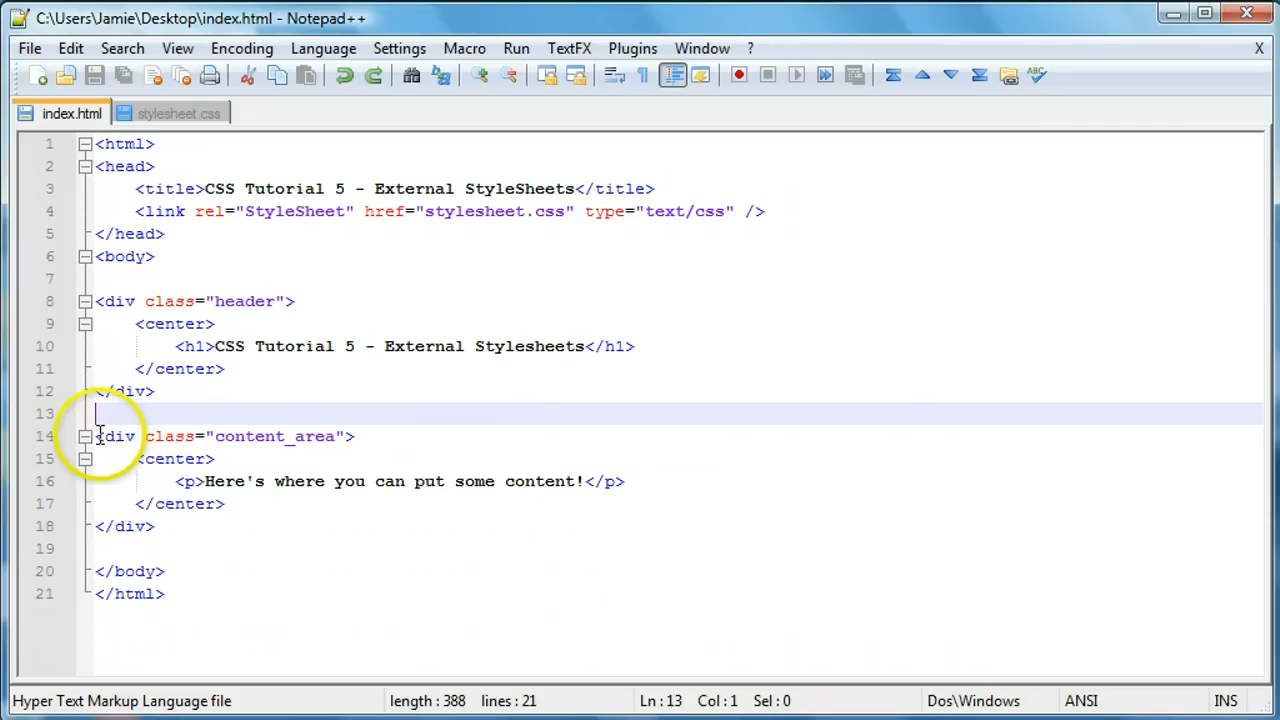 C:\Users\Jamie\Desktop\index.html - Notepad++
File Edit Search View Encoding Language Settings Macro Run TextFX Plugins Window ? X
index.html stylesheet.css
1 <html>
2 <head>
3 <title>CSS Tutorial 5 - External StyleSheets</title>
4 <link rel="StyleSheet" href="stylesheet.css" type="text/css" />
5 </head>
6 <body>
7
8 <div class="header">
9 <center>
10 <h1>CSS Tutorial 5 - External Stylesheets</h1>
11 </center>
12 </div>
13
14 <div class="content_area">
15 <center>
16 <p>Here's where you can put some content!</p>
17 </center>
18 </div>
19
20 </body>
21 </html>
Hyper Text Markup Language file length : 388 lines : 21 Ln : 13 Col : 1 Sel : 0 Dos\Windows ANSI INS